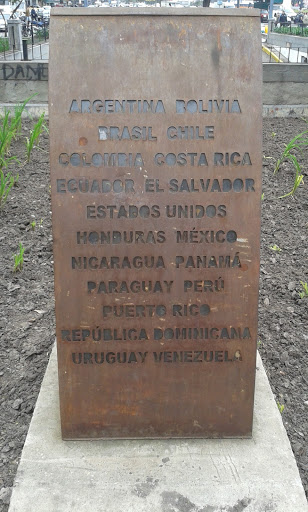 DANE
ARGENTINA BOLIVIA
BRASIL CHILE
COLOMBIA COSTA RICA
ECUADOR EL SALVADOR
ESTADOS UNIDOS
HONDURAS MÉXICO
NICARAGUA PANAMÁ
PARAGUAY PERÚ
PUERTO RICO
REPÚBLICA DOMINICANA
URUGUAY VENEZUELA